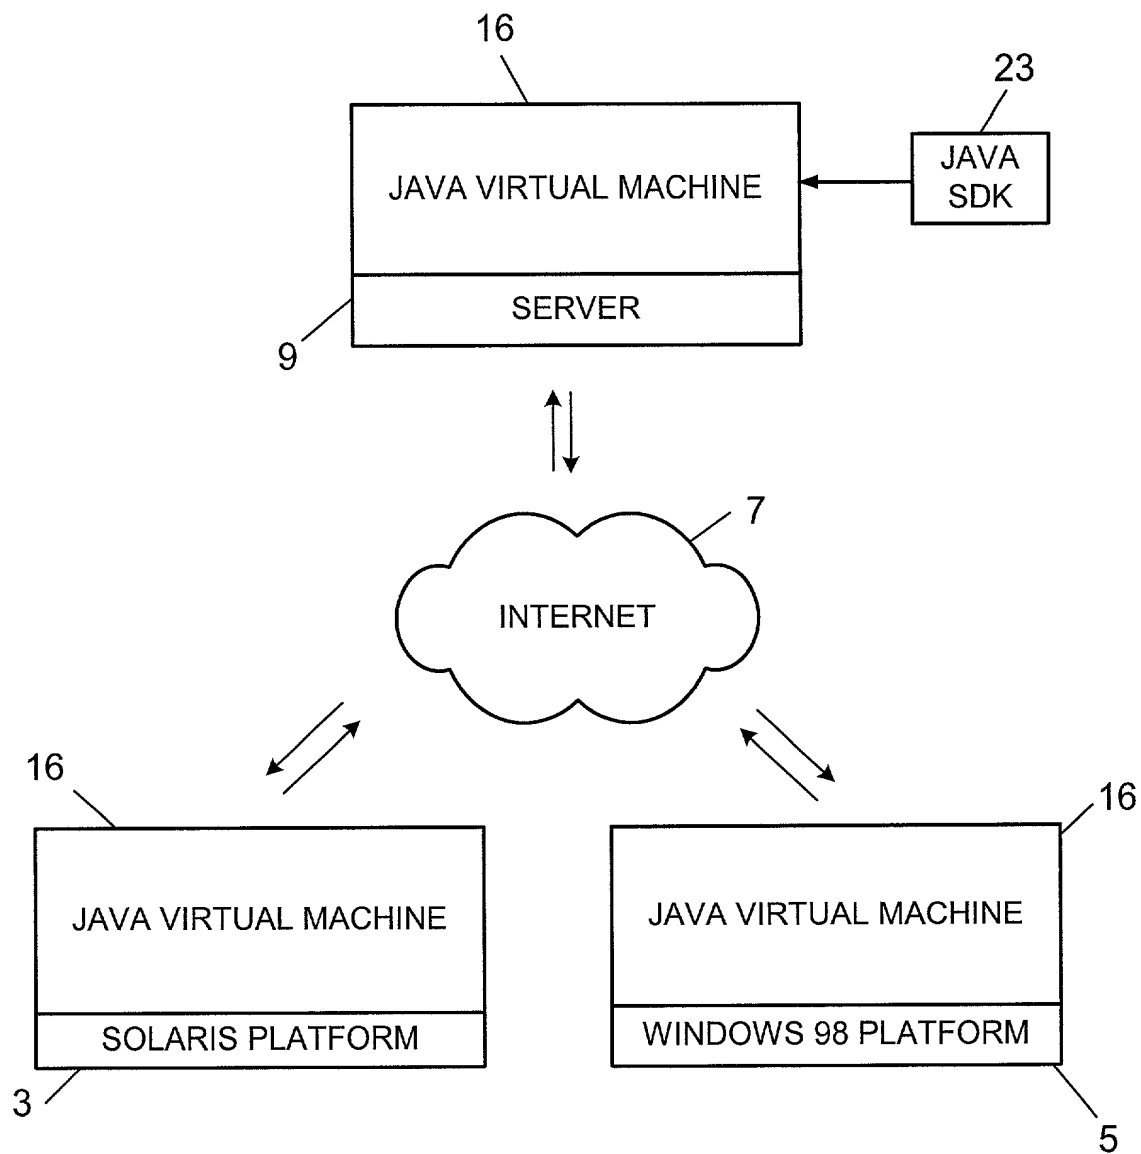 16
23
JAVA VIRTUAL MACHINE
JAVA
SDK
SERVER
9
7
INTERNET
16
16
JAVA VIRTUAL MACHINE
JAVA VIRTUAL MACHINE
SOLARIS PLATFORM
WINDOWS 98 PLATFORM
3
5